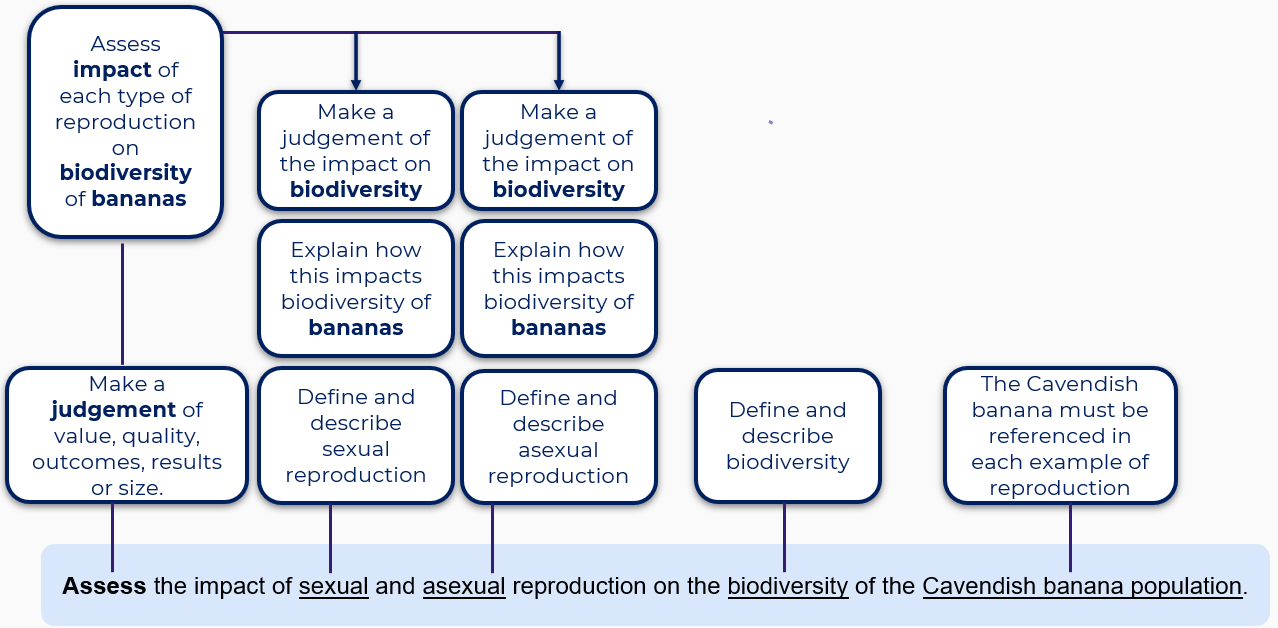 Assess
impact of
each type of
reproduction
on
biodiversity
of bananas
Make a
judgement of
the impact on
biodiversity
Make a
judgement of
the impact on
biodiversity
Explain how
this impacts
biodiversity of
bananas
Explain how
this impacts
biodiversity of
bananas
Make a
judgement of
value, quality,
outcomes, results
or size.
Define and
describe
sexual
reproduction
Define and
describe
asexual
reproduction
Define and
describe
biodiversity
The Cavendish
banana must be
referenced in
each example of
reproduction
Assess the impact of sexual and asexual reproduction on the biodiversity of the Cavendish banana population.